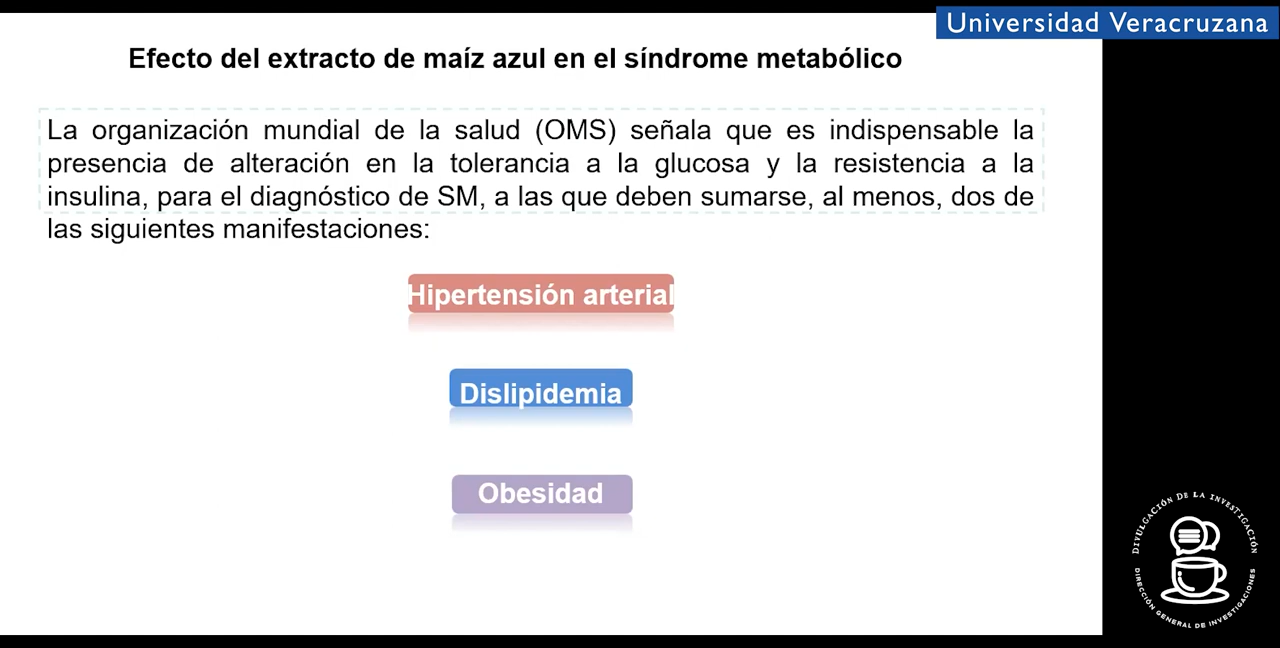 Universidad Veracruzana
Efecto del extracto de maíz azul en el síndrome metabólico
La organización mundial de la salud (OMS) señala que es indispensable la
presencia de alteración en la tolerancia a la glucosa y la resistencia a la
insulina, para el diagnóstico de SM, a las que deben sumarse, al menos, dos de
las siguientes manifestaciones:
Hipertensión arterial
Dislipidemia
Obesidad
DIVULGACIÓN DE LA INVESTIGACIÓN
DIRECCIÓN GENERAL DE INVESTIGACIONES